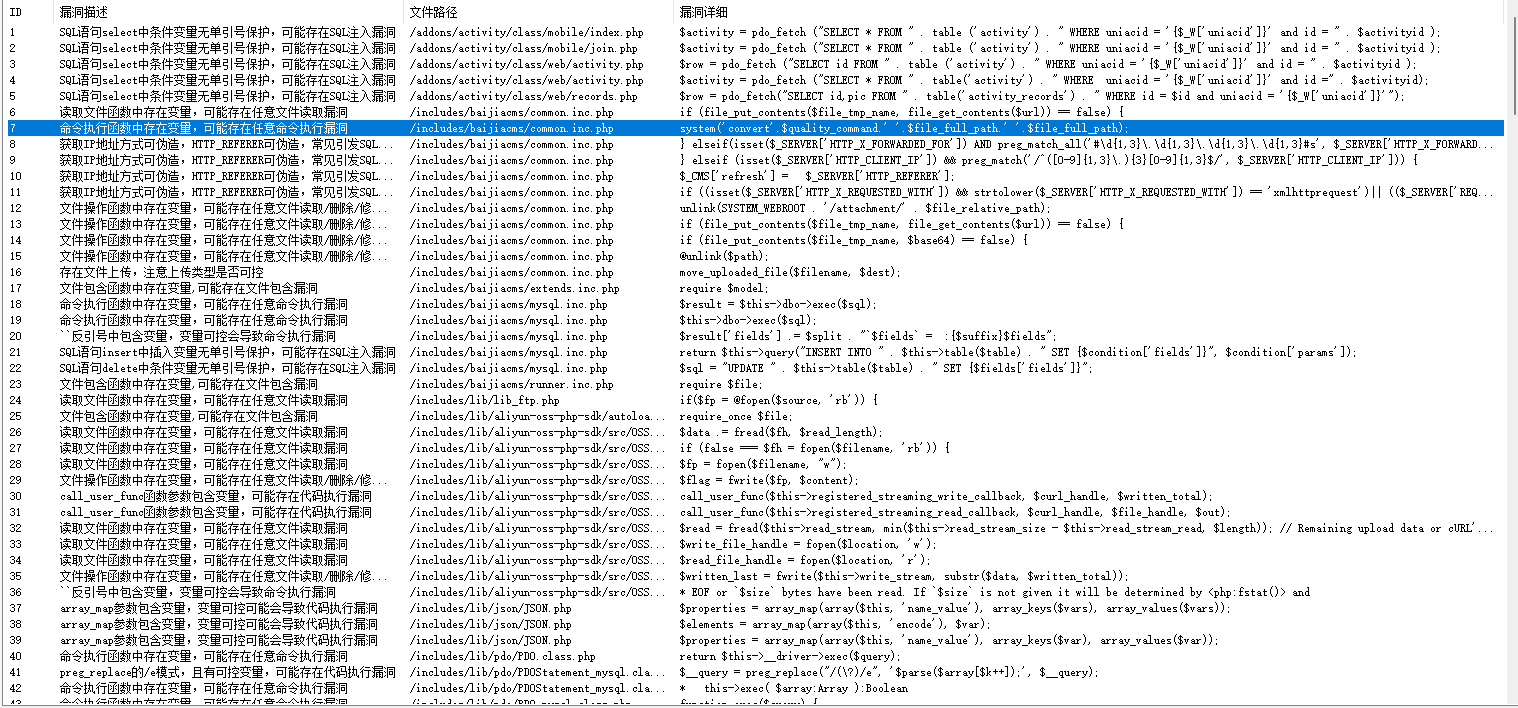 ID 漏洞描述 文件路径 漏洞详细
1 SQL语句select中条件变量无单引号保护，可能存在SQL注入漏洞 /addons/activity/class/mobile/index.php $activity = pdo_fetch ("SELECT * FROM " . table ('activity') . " WHERE uniacid = '{$_W['uniacid']}' and id = " . $activityid );
2 SQL语句select中条件变量无单引号保护，可能存在SQL注入漏洞 /addons/activity/class/mobile/join.php $activity = pdo_fetch ("SELECT * FROM " . table ('activity') . " WHERE uniacid = '{$_W['uniacid']}' and id = " . $activityid );
3 SQL语句select中条件变量无单引号保护，可能存在SQL注入漏洞 /addons/activity/class/web/activity.php $row = pdo_fetch ("SELECT id FROM " . table ('activity') . " WHERE uniacid = '{$_W['uniacid']}' and id = " . $activityid );
4 SQL语句select中条件变量无单引号保护，可能存在SQL注入漏洞 /addons/activity/class/web/activity.php $activity = pdo_fetch ("SELECT * FROM " . table('activity') . " WHERE  uniacid = '{$_W['uniacid']}' and id =" . $activityid);
5 SQL语句select中条件变量无单引号保护，可能存在SQL注入漏洞 /addons/activity/class/web/records.php $row = pdo_fetch("SELECT id,pic FROM " . table('activity_records') . " WHERE id = $id and uniacid = '{$_W['uniacid']}'");
6 读取文件函数中存在变量，可能存在任意文件读取漏洞 /includes/baijiacms/common.inc.php if (file_put_contents($file_tmp_name, file_get_contents($url)) == false) {
7 命令执行函数中存在变量，可能存在任意命令执行漏洞 /includes/baijiacms/common.inc.php system('convert'.$quality_command.' '.$file_full_path.' '.$file_full_path);
8 获取IP地址方式可伪造，HTTP_REFERER可伪造，常见引发SQL... /includes/baijiacms/common.inc.php } elseif(isset($_SERVER['HTTP_X_FORWARDED_FOR']) AND preg_match_all('#\d{1,3}\.\d{1,3}\.\d{1,3}\.\d{1,3}#s', $_SERVER['HTTP_X_FORWARD...
9 获取IP地址方式可伪造，HTTP_REFERER可伪造，常见引发SQL... /includes/baijiacms/common.inc.php } elseif (isset($_SERVER['HTTP_CLIENT_IP']) && preg_match('/^([0-9]{1,3}\.){3}[0-9]{1,3}$/', $_SERVER['HTTP_CLIENT_IP'])) {
10 获取IP地址方式可伪造，HTTP_REFERER可伪造，常见引发SQL... /includes/baijiacms/common.inc.php $_CMS['refresh'] =   $_SERVER['HTTP_REFERER'];
11 获取IP地址方式可伪造，HTTP_REFERER可伪造，常见引发SQL... /includes/baijiacms/common.inc.php if ((isset($_SERVER['HTTP_X_REQUESTED_WITH']) && strtolower($_SERVER['HTTP_X_REQUESTED_WITH']) == 'xmlhttprequest')|| (($_SERVER['REQ...
12 文件操作函数中存在变量，可能存在任意文件读取/删除/修... /includes/baijiacms/common.inc.php unlink(SYSTEM_WEBROOT . '/attachment/' . $file_relative_path);
13 文件操作函数中存在变量，可能存在任意文件读取/删除/修... /includes/baijiacms/common.inc.php if (file_put_contents($file_tmp_name, file_get_contents($url)) == false) {
14 文件操作函数中存在变量，可能存在任意文件读取/删除/修... /includes/baijiacms/common.inc.php if (file_put_contents($file_tmp_name, $base64) == false) {
15 文件操作函数中存在变量，可能存在任意文件读取/删除/修... /includes/baijiacms/common.inc.php @unlink($path);
16 存在文件上传，注意上传类型是否可控 /includes/baijiacms/common.inc.php move_uploaded_file($filename, $dest);
17 文件包含函数中存在变量,可能存在文件包含漏洞 /includes/baijiacms/extends.inc.php require $model;
18 命令执行函数中存在变量，可能存在任意命令执行漏洞 /includes/baijiacms/mysql.inc.php $result = $this->dbo->exec($sql);
19 命令执行函数中存在变量，可能存在任意命令执行漏洞 /includes/baijiacms/mysql.inc.php $this->dbo->exec($sql);
20 ``反引号中包含变量，变量可控会导致命令执行漏洞 /includes/baijiacms/mysql.inc.php $result['fields'] .= $split . "`$fields` =  :{$suffix}$fields";
21 SQL语句insert中插入变量无单引号保护，可能存在SQL注入漏洞 /includes/baijiacms/mysql.inc.php return $this->query("INSERT INTO " . $this->table($table) . " SET {$condition['fields']}", $condition['params']);
22 SQL语句delete中条件变量无单引号保护，可能存在SQL注入漏洞 /includes/baijiacms/mysql.inc.php $sql = "UPDATE " . $this->table($table) . " SET {$fields['fields']}";
23 文件包含函数中存在变量,可能存在文件包含漏洞 /includes/baijiacms/runner.inc.php require $file;
24 读取文件函数中存在变量，可能存在任意文件读取漏洞 /includes/lib/lib_ftp.php if($fp = @fopen($source, 'rb')) {
25 文件包含函数中存在变量,可能存在文件包含漏洞 /includes/lib/aliyun-oss-php-sdk/autoloa... require_once $file;
26 读取文件函数中存在变量，可能存在任意文件读取漏洞 /includes/lib/aliyun-oss-php-sdk/src/OSS... $data .= fread($fh, $read_length);
27 读取文件函数中存在变量，可能存在任意文件读取漏洞 /includes/lib/aliyun-oss-php-sdk/src/OSS... if (false === $fh = fopen($filename, 'rb')) {
28 读取文件函数中存在变量，可能存在任意文件读取漏洞 /includes/lib/aliyun-oss-php-sdk/src/OSS... $fp = fopen($filename, "w");
29 文件操作函数中存在变量，可能存在任意文件读取/删除/修... /includes/lib/aliyun-oss-php-sdk/src/OSS... $flag = fwrite($fp, $content);
30 call_user_func函数参数包含变量，可能存在代码执行漏洞 /includes/lib/aliyun-oss-php-sdk/src/OSS... call_user_func($this->registered_streaming_write_callback, $curl_handle, $written_total);
31 call_user_func函数参数包含变量，可能存在代码执行漏洞 /includes/lib/aliyun-oss-php-sdk/src/OSS... call_user_func($this->registered_streaming_read_callback, $curl_handle, $file_handle, $out);
32 读取文件函数中存在变量，可能存在任意文件读取漏洞 /includes/lib/aliyun-oss-php-sdk/src/OSS... $read = fread($this->read_stream, min($this->read_stream_size - $this->read_stream_read, $length)); // Remaining upload data or cURL'...
33 读取文件函数中存在变量，可能存在任意文件读取漏洞 /includes/lib/aliyun-oss-php-sdk/src/OSS... $write_file_handle = fopen($location, 'w');
34 读取文件函数中存在变量，可能存在任意文件读取漏洞 /includes/lib/aliyun-oss-php-sdk/src/OSS... $read_file_handle = fopen($location, 'r');
35 文件操作函数中存在变量，可能存在任意文件读取/删除/修... /includes/lib/aliyun-oss-php-sdk/src/OSS... $written_last = fwrite($this->write_stream, substr($data, $written_total));
36 ``反引号中包含变量，变量可控会导致命令执行漏洞 /includes/lib/aliyun-oss-php-sdk/src/OSS... * EOF or `$size` bytes have been read. If `$size` is not given it will be determined by <php:fstat()> and
37 array_map参数包含变量，变量可控可能会导致代码执行漏洞 /includes/lib/json/JSON.php $properties = array_map(array($this, 'name_value'), array_keys($vars), array_values($vars));
38 array_map参数包含变量，变量可控可能会导致代码执行漏洞 /includes/lib/json/JSON.php $elements = array_map(array($this, 'encode'), $var);
39 array_map参数包含变量，变量可控可能会导致代码执行漏洞 /includes/lib/json/JSON.php $properties = array_map(array($this, 'name_value'), array_keys($var), array_values($var));
40 命令执行函数中存在变量，可能存在任意命令执行漏洞 /includes/lib/pdo/PDO.class.php return $this->__driver->exec($query);
41 preg_replace的/e模式，且有可控变量，可能存在代码执行漏洞 /includes/lib/pdo/PDOStatement_mysql.cla... $__query = preg_replace("/(\?)/e", '$parse($array[$k++]);', $__query);
42 命令执行函数中存在变量，可能存在任意命令执行漏洞 /includes/lib/pdo/PDOStatement_mysql.cla... *   this->exec( $array:Array ):Boolean